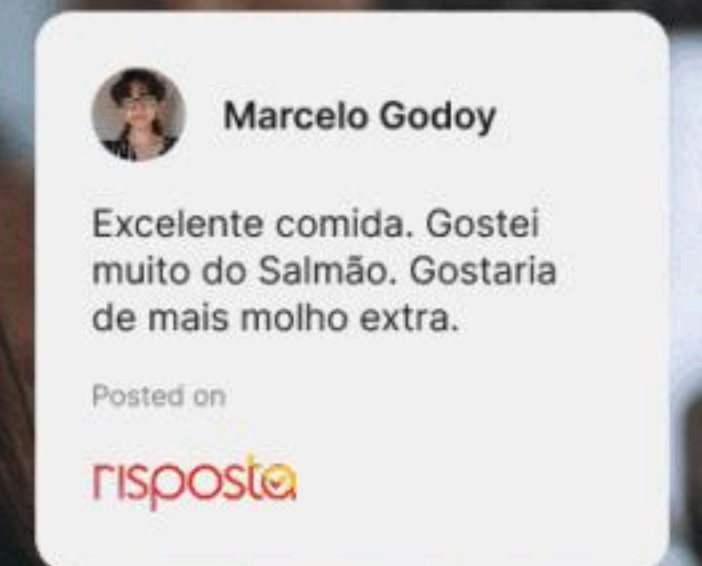 Marcelo Godoy
Excelente comida. Gostei
muito do Salmão. Gostaria
de mais molho extra.
Posted on
risposta